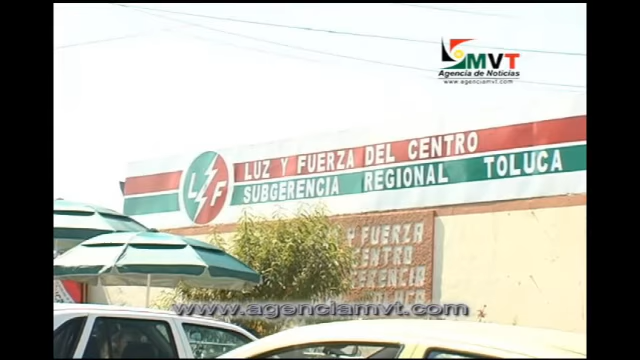 MVT
Agencia de Noticias
www.agenciamvt.com
LUZ Y FUERZA DEL CENTRO
SUBGERENCIA REGIONAL TOLUCA
LF
Y FUERZA
CENTRO
GERENCIA
www.agenciamvt.com